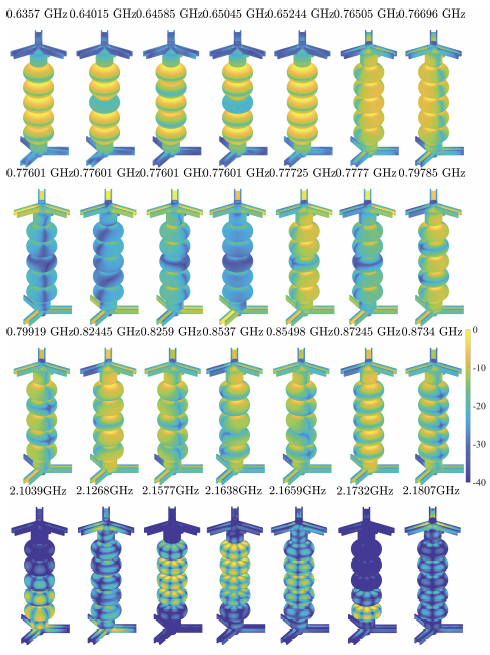 0.6357 GHz 0.64015 GHz 0.64585 GHz 0.65045 GHz 0.65244 GHz 0.76505 GHz 0.76696 GHz
0.77601 GHz 0.77601 GHz 0.77601 GHz 0.77601 GHz 0.77725 GHz 0.7777 GHz 0.79785 GHz
0.79919 GHz 0.82445 GHz 0.8259 GHz 0.8537 GHz 0.85498 GHz 0.87245 GHz 0.8734 GHz
0
-10
-20
-30
-40
2.1039GHz 2.1268GHz 2.1577GHz 2.1638GHz 2.1659GHz 2.1732GHz 2.1807GHz